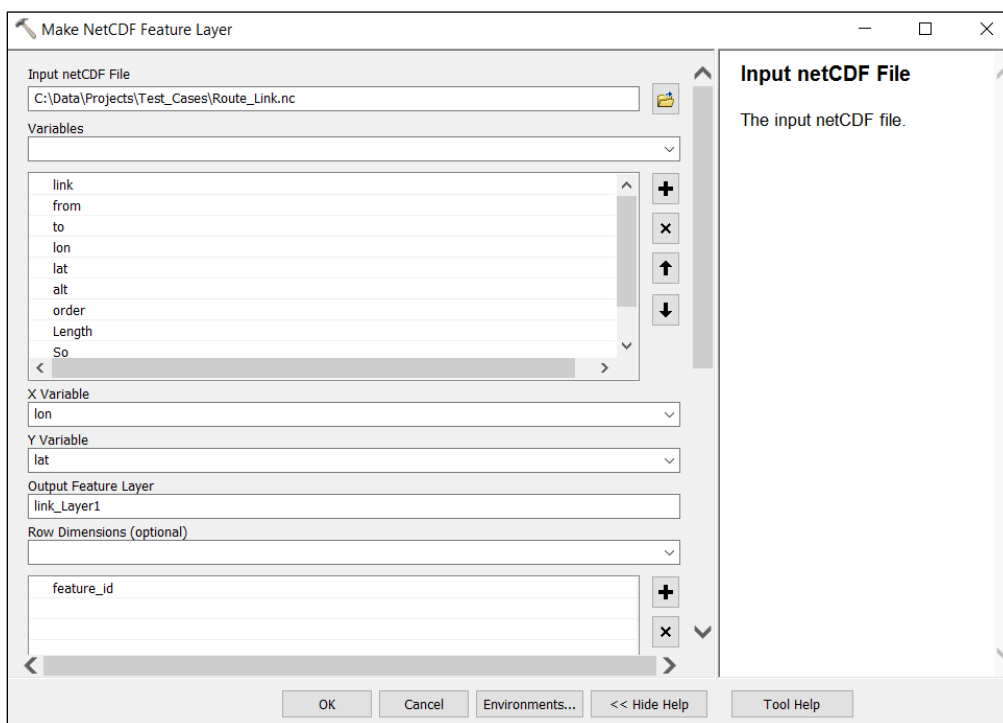 Make NetCDF Feature Layer
Input netCDF File
C:\Data\Projects\Test_Cases\Route_Link.nc
Variables
link
from
to
lon
lat
alt
order
Length
So
X Variable
lon
Y Variable
lat
Output Feature Layer
link_Layer1
Row Dimensions (optional)
feature_id
Input netCDF File
The input netCDF file.
OK
Cancel
Environments...
<< Hide Help
Tool Help